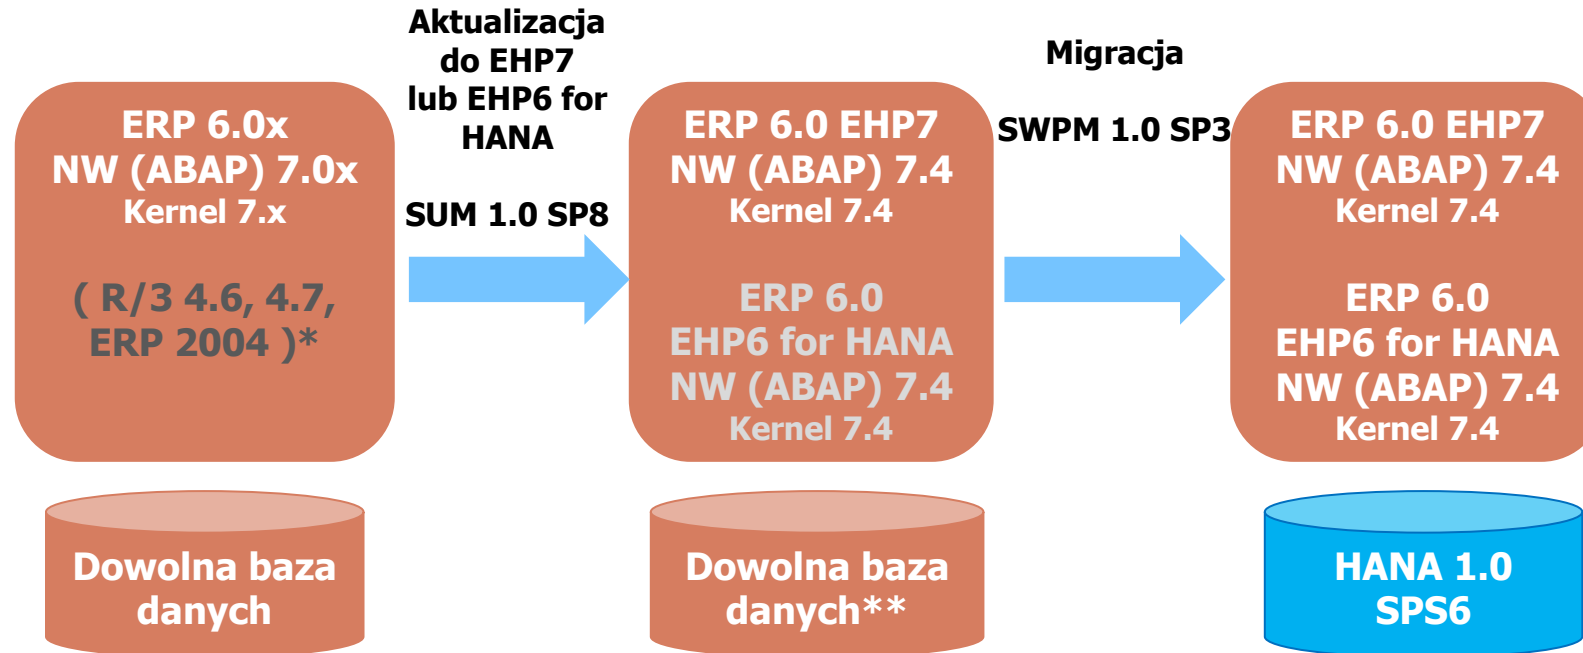 Aktualizacja
do EHP7
lub EHP6 for
HANA
SUM 1.0 SP8
Migracja
SWPM 1.0 SP3
ERP 6.0x
NW (ABAP) 7.0x
Kernel 7.x
( R/3 4.6, 4.7,
ERP 2004 )*
ERP 6.0 EHP7
NW (ABAP) 7.4
Kernel 7.4
ERP 6.0
EHP6 for HANA
NW (ABAP) 7.4
Kernel 7.4
ERP 6.0 EHP7
NW (ABAP) 7.4
Kernel 7.4
ERP 6.0
EHP6 for HANA
NW (ABAP) 7.4
Kernel 7.4
Dowolna baza
danych
Dowolna baza
danych**
HANA 1.0
SPS6